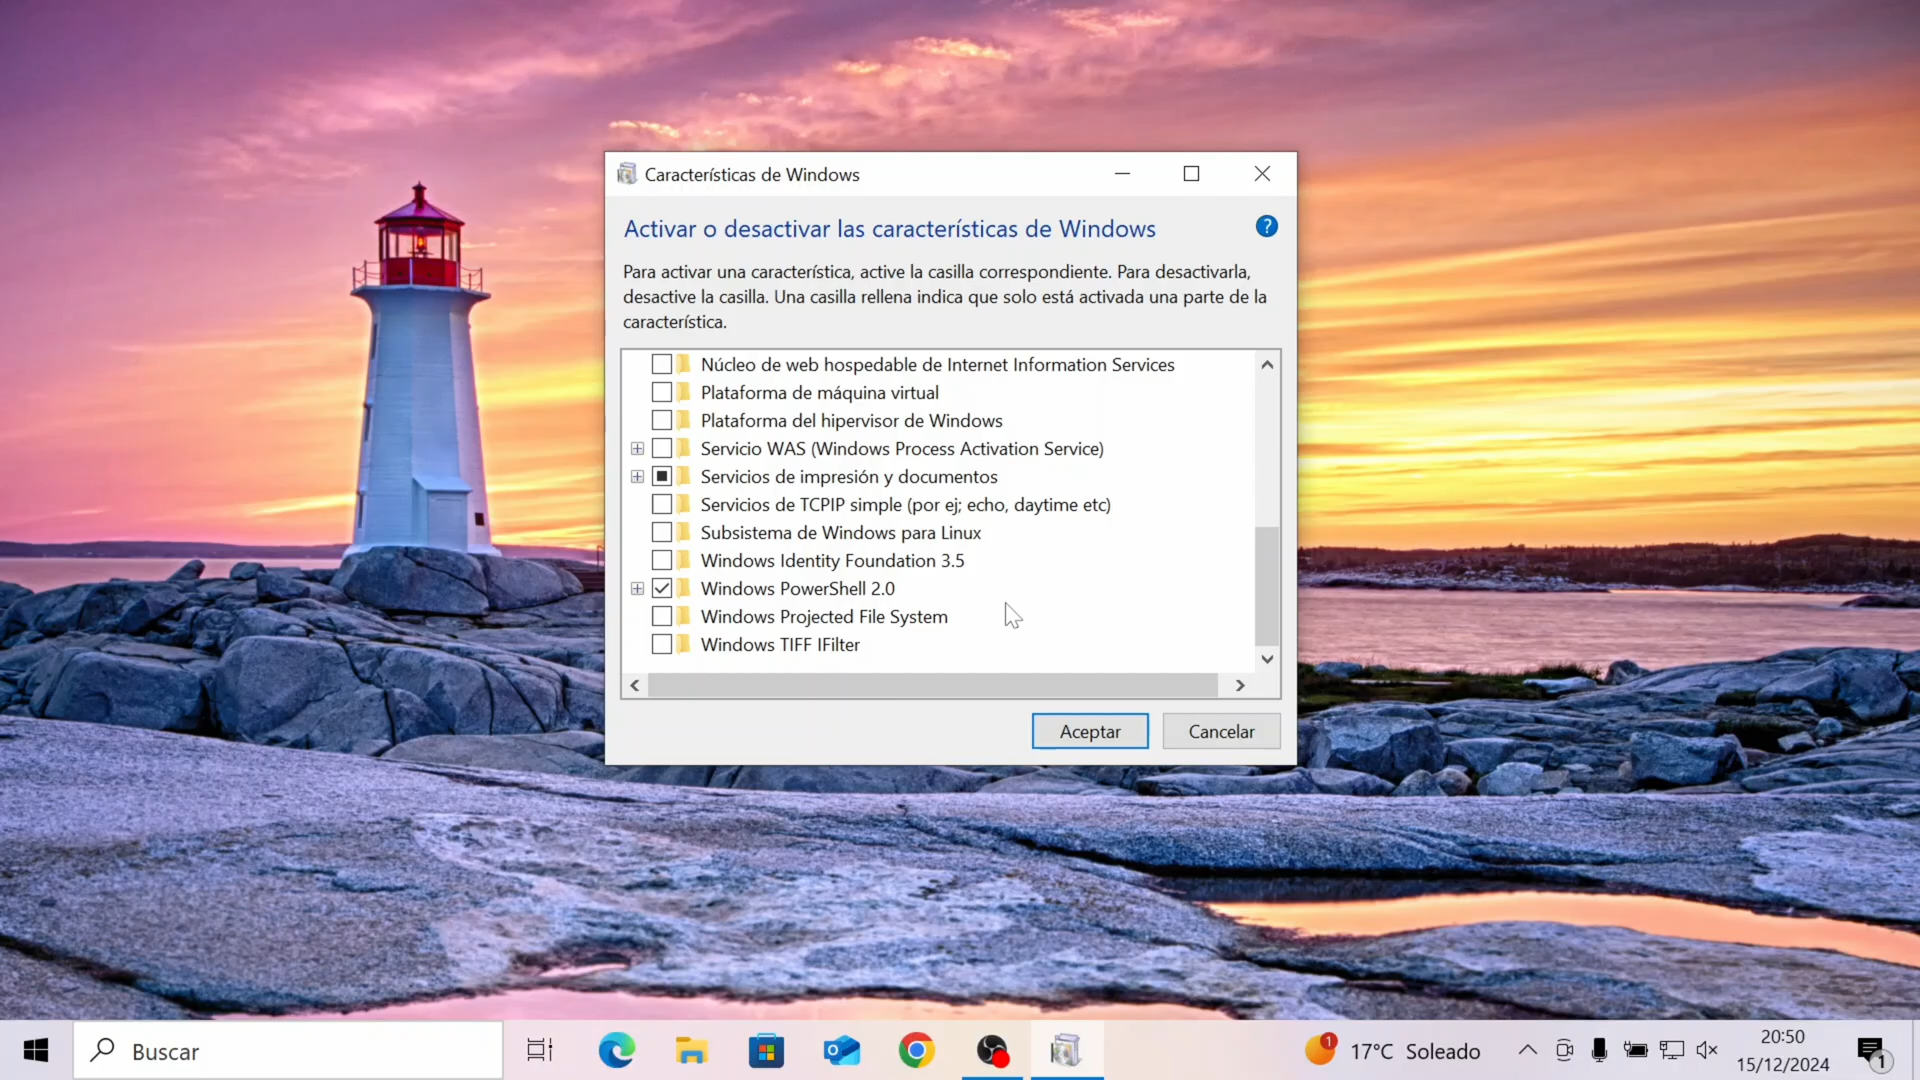 Características de Windows
Activar o desactivar las características de Windows
?
Para activar una característica, active la casilla correspondiente. Para desactivarla,
desactive la casilla. Una casilla rellena indica que solo está activada una parte de la
característica.
Núcleo de web hospedable de Internet Information Services
Plataforma de máquina virtual
Plataforma del hipervisor de Windows
Servicio WAS (Windows Process Activation Service)
Servicios de impresión y documentos
Servicios de TCPIP simple (por ej; echo, daytime etc)
Subsistema de Windows para Linux
Windows Identity Foundation 3.5
Windows PowerShell 2.0
Windows Projected File System
Windows TIFF IFilter
Aceptar
Cancelar
Buscar
1
17°C Soleado
20:50
15/12/2024
1